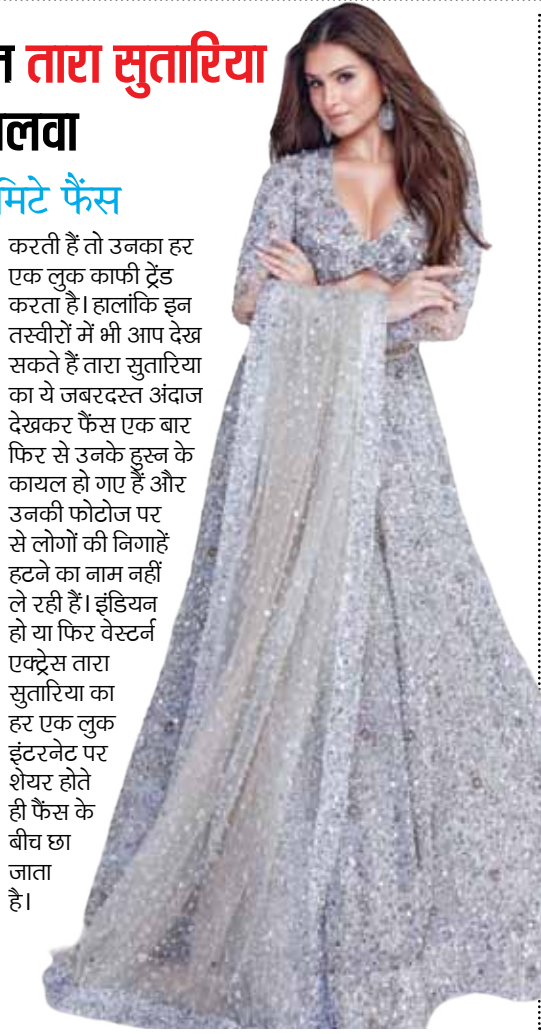 तारा सुतारिया
मिटे फैंस
करती हैं तो उनका हर
एक लुक काफी ट्रेंड
करता है। हालांकि इन
तस्वीरों में भी आप देख
सकते हैं तारा सुतारिया
का ये जबरदस्त अंदाज
देखकर फैंस एक बार
फिर से उनके हुस्न के
कायल हो गए हैं और
उनकी फोटोज पर
से लोगों की निगाहें
हटने का नाम नहीं
ले रही हैं। इंडियन
हो या फिर वेस्टर्न
एक्ट्रेस तारा
सुतारिया का
हर एक लुक
इंटरनेट पर
शेयर होते
ही फैंस के
बीच छा
जाता
है।